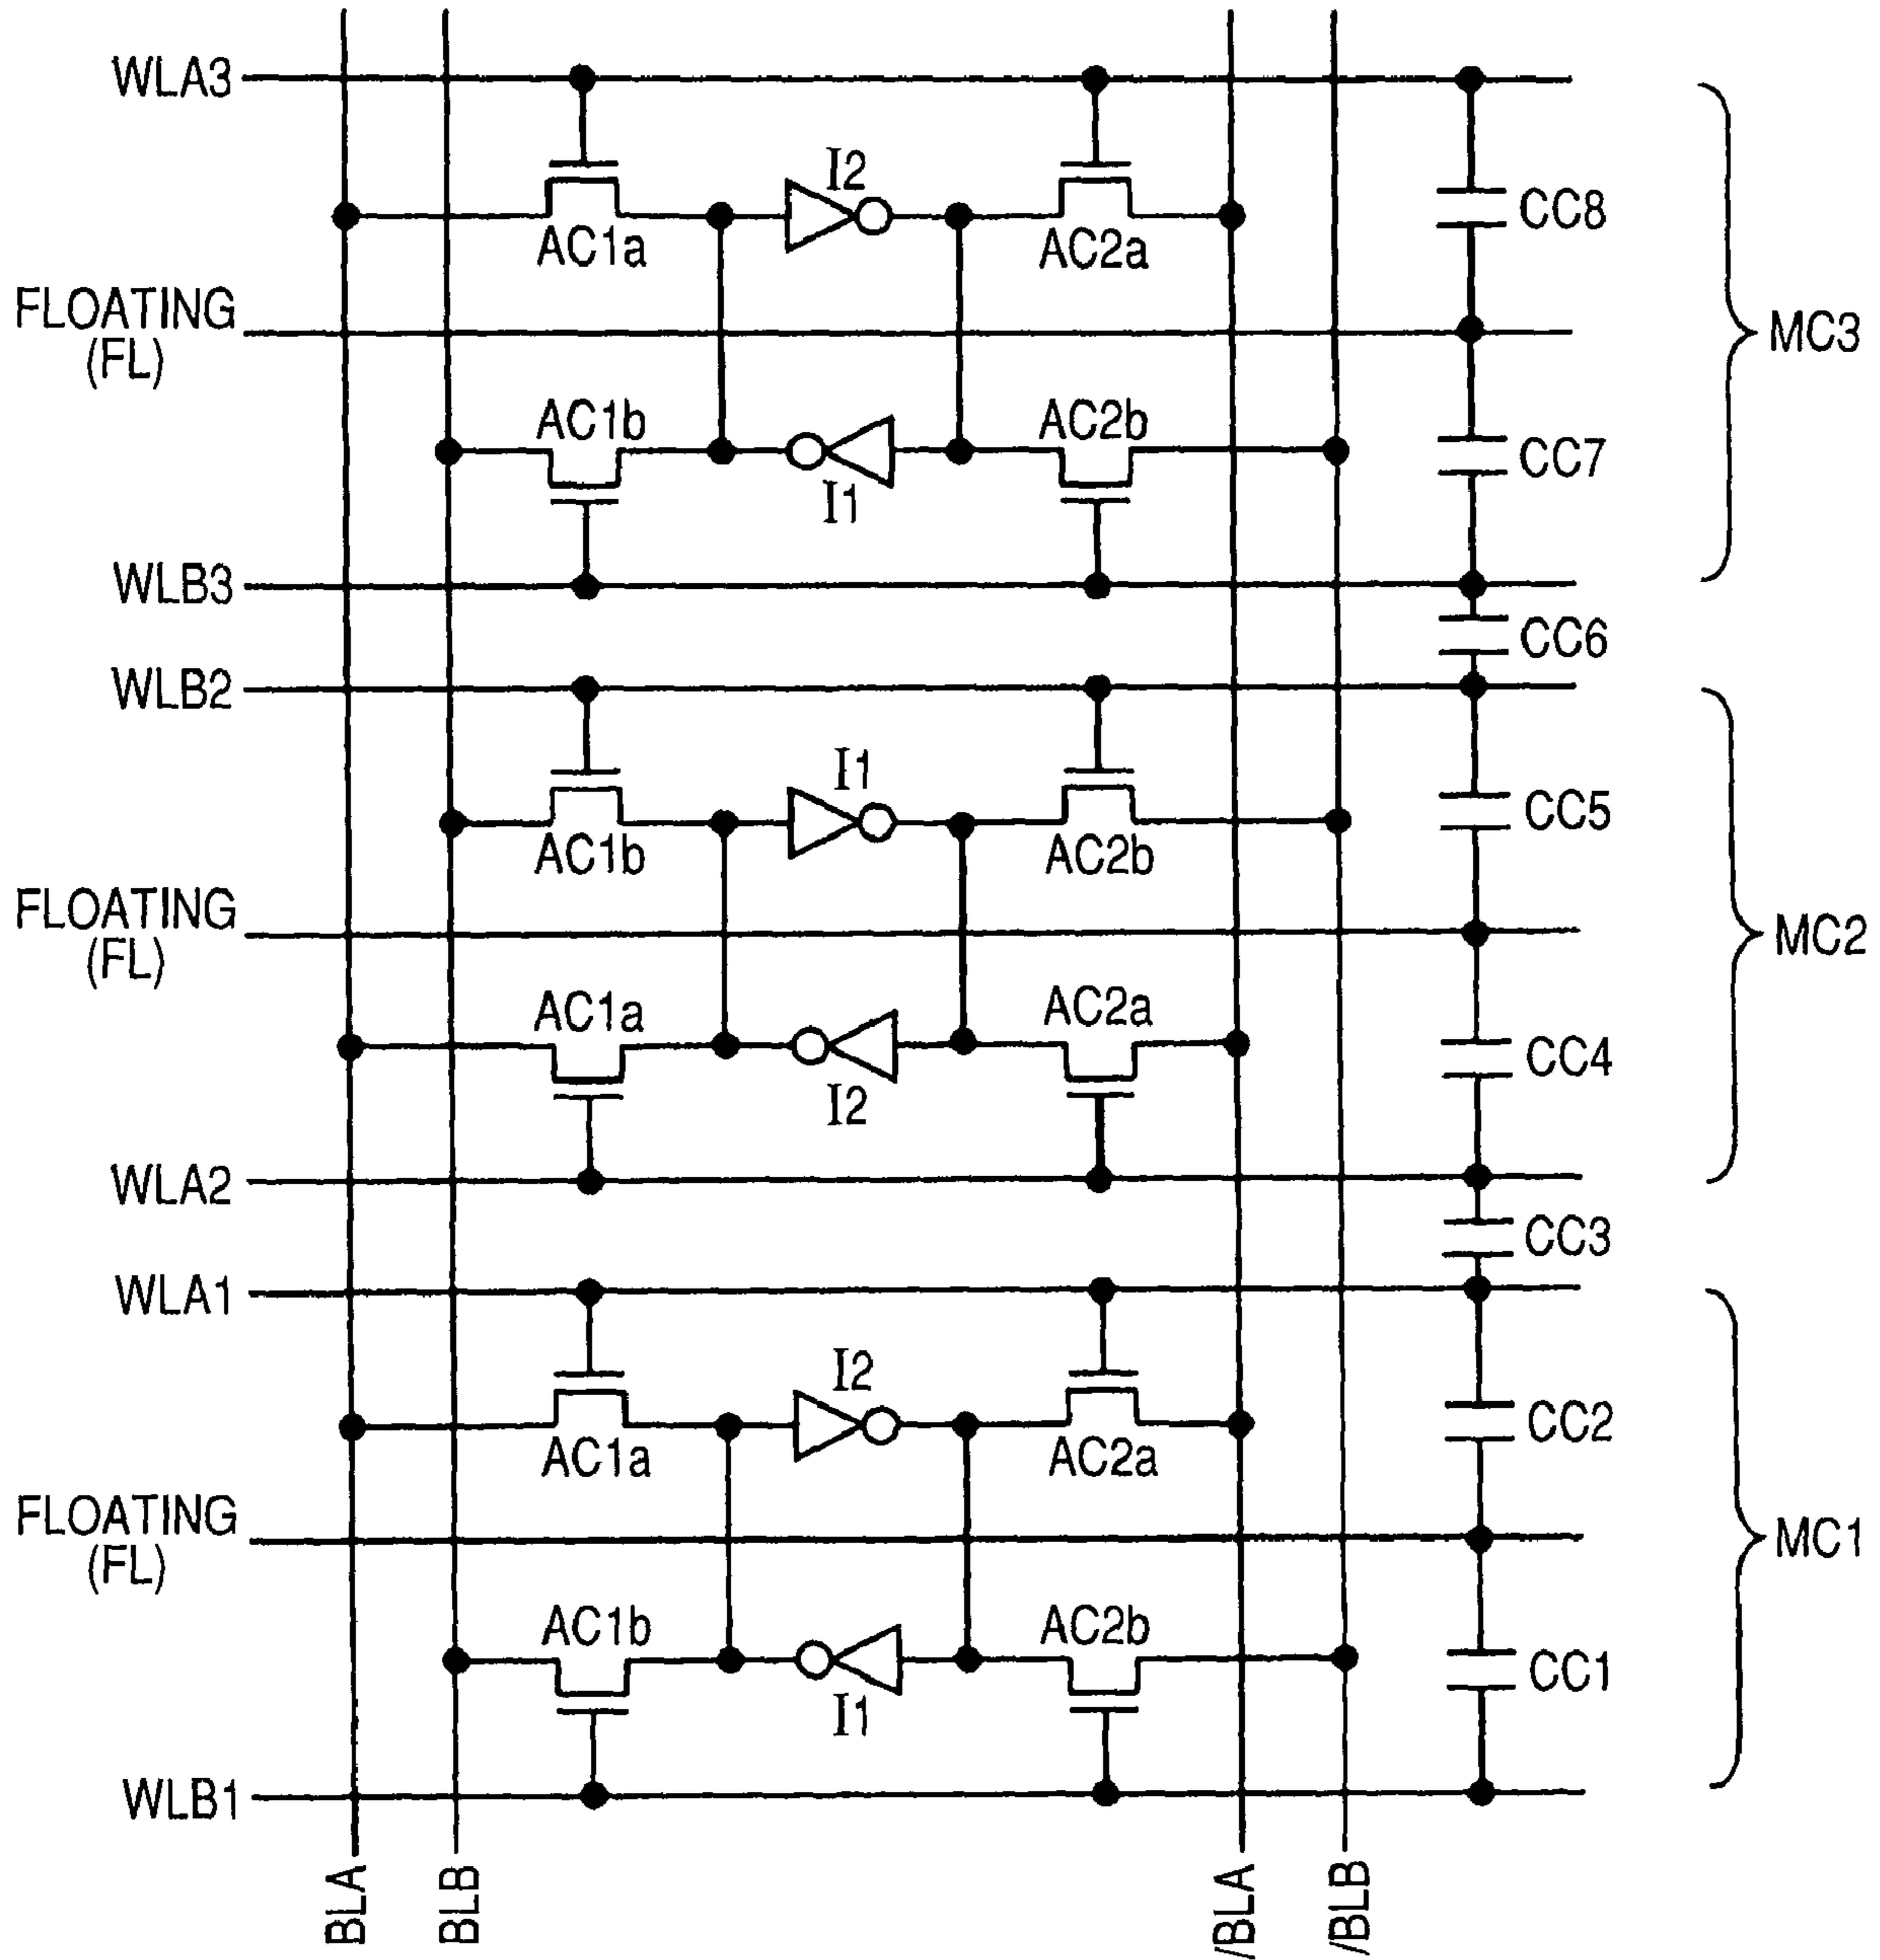 WLA3
I2
CC8
AC1a
AC2a
FLOATING
(FL)
MC3
AC1b
AC2b
CC7
I1
WLB3
CC6
WLB2
I1
CC5
AC1b
AC2b
FLOATING
(FL)
MC2
AC1a
AC2a
CC4
I2
WLA2
CC3
WLA1
I2
CC2
AC1a
AC2a
FLOATING
(FL)
MC1
AC1b
AC2b
CC1
I1
WLB1
BLA
BLB
/BLA
/BLB